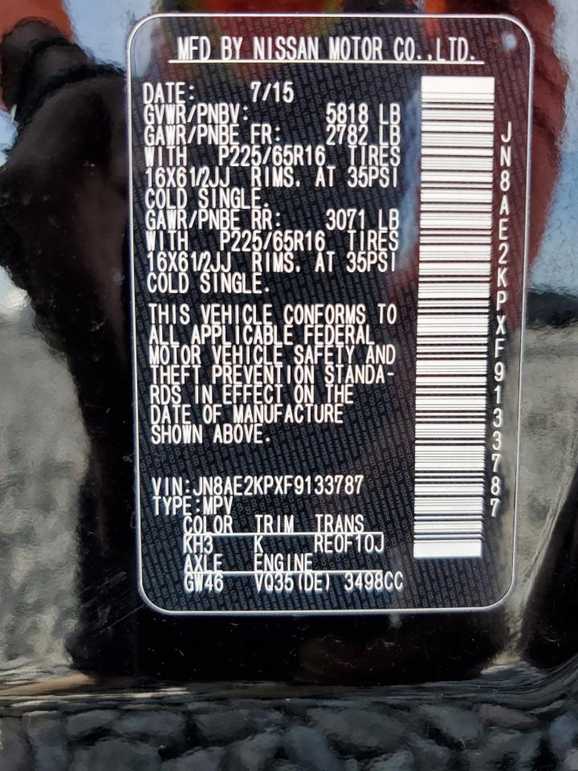 MFD BY NISSAN MOTOR CO.,LTD.
DATE: 7/15
GVWR/PNBV: 5818 LB
GAWR/PNBE FR: 2782 LB
WITH P225/65R16 TIRES
16X61/2JJ RIMS. AT 35PSI
COLD SINGLE.
GAWR/PNBE RR: 3071 LB
WITH P225/65R16 TIRES
16X61/2JJ RIMS. AT 35PSI
COLD SINGLE.
THIS VEHICLE CONFORMS TO
ALL APPLICABLE FEDERAL
MOTOR VEHICLE SAFETY AND
THEFT PREVENTION STANDA-
RDS IN EFFECT ON THE
DATE OF MANUFACTURE
SHOWN ABOVE.
VIN:JN8AE2KPXF9133787
TYPE:MPV
COLOR TRIM TRANS
KH3 K REOF10J
AXLE ENGINE
GW46 VQ35(DE) 3498CC
JN8AE2KPXF9133787